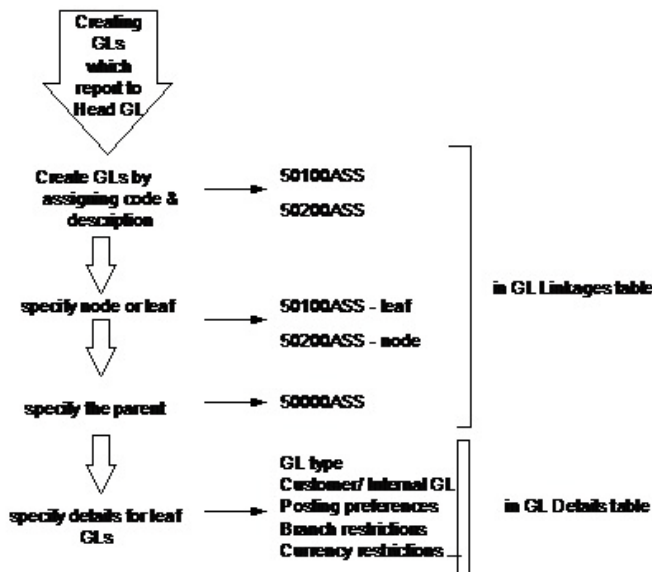 Creating
GLs
which
report to
Head GL
Create GLs by
assigning code &
description
50100ASS
50200ASS
specify node or leaf
50100ASS - leaf
50200ASS - node
in GL Linkages table
specify the parent
50000ASS
specify details for leaf
GLs
GL type
Customer/ Internal GL
Posting preferences
Branch restrictions
Currency restrictions
in GL Details table